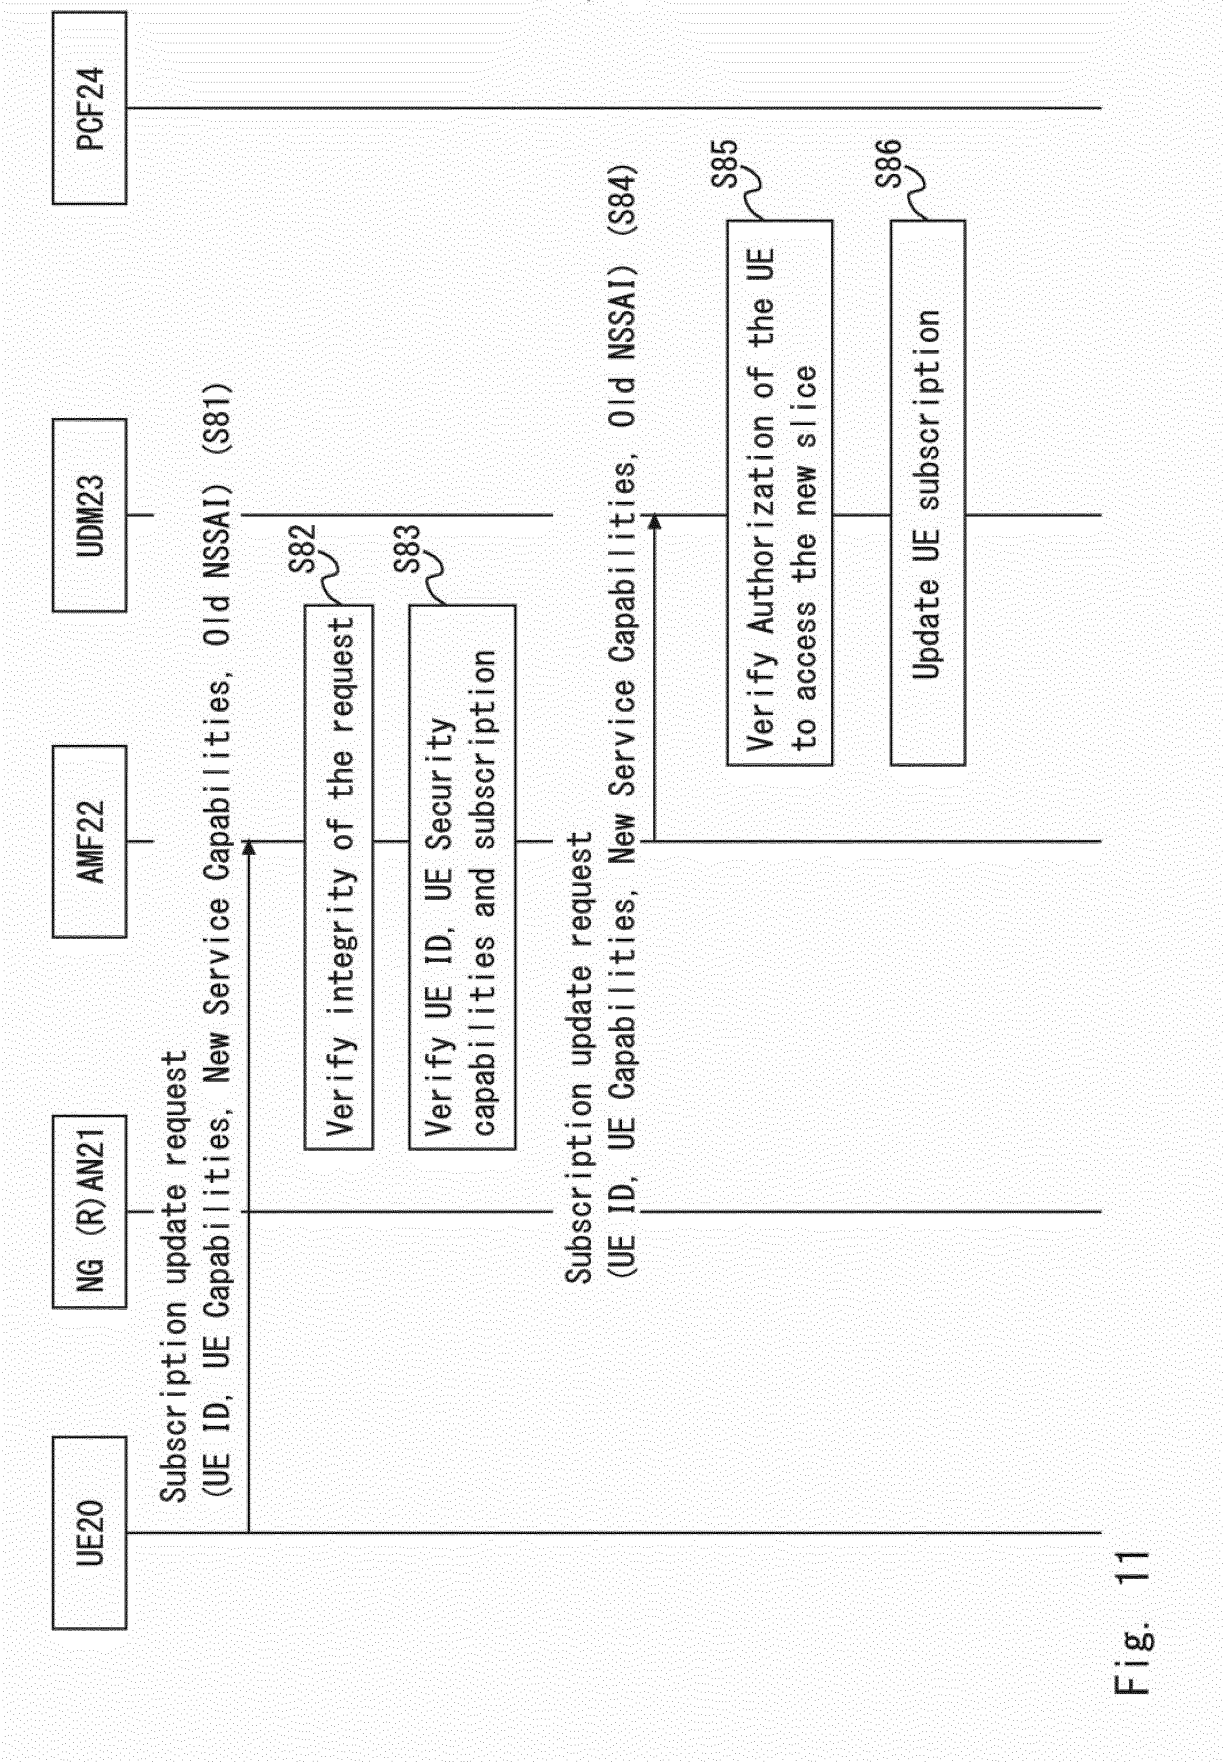 UE20
NG (R)AN21
AMF22
UDM23
PCF24
Subscription update request
(UE ID, UE Capabilities, New Service Capabilities, Old NSSAI) (S81)
S82
Verify integrity of the request
S83
Verify UE ID, UE Security
capabilities and subscription
Subscription update request
(UE ID, UE Capabilities, New Service Capabilities, Old NSSAI) (S84)
S85
Verify Authorization of the UE
to access the new slice
S86
Update UE subscription
Fig. 11